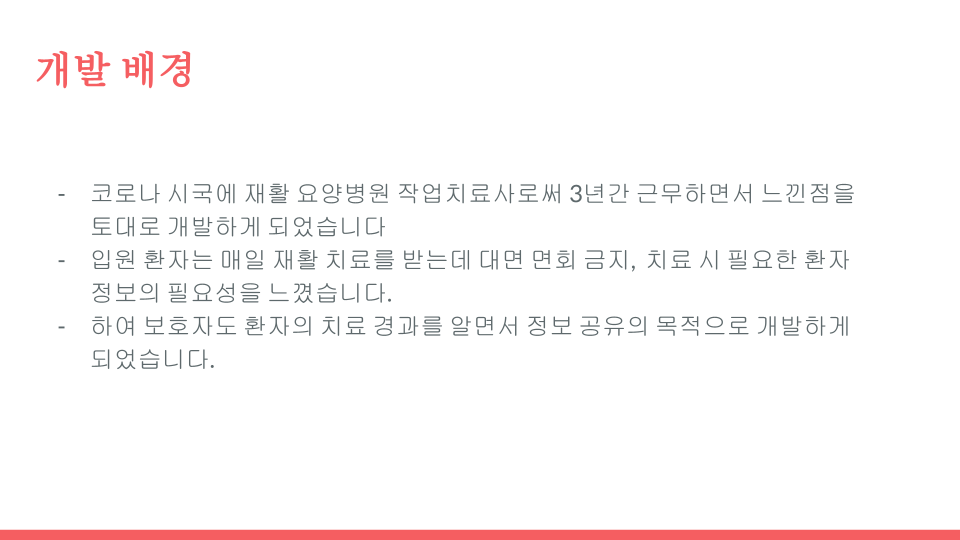 개발 배경
- 코로나 시국에 재활 요양병원 작업치료사로써 3년간 근무하면서 느낀점을
토대로 개발하게 되었습니다
- 입원 환자는 매일 재활 치료를 받는데 대면 면회 금지, 치료 시 필요한 환자
정보의 필요성을 느꼈습니다.
- 하여 보호자도 환자의 치료 경과를 알면서 정보 공유의 목적으로 개발하게
되었습니다.